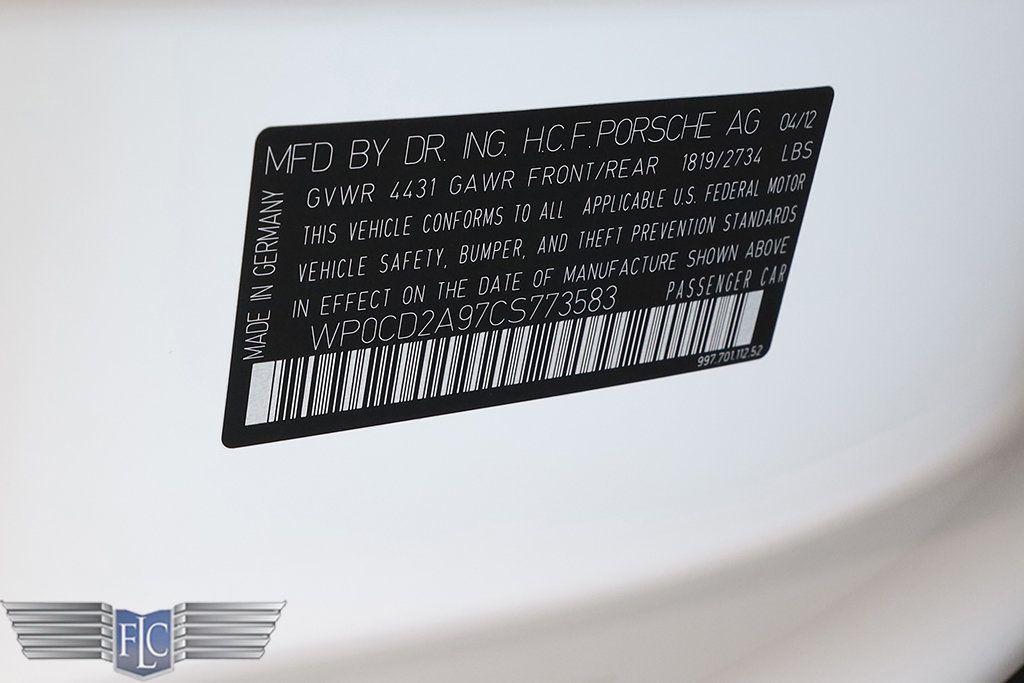 MFD BY DR. ING. H.C.F. PORSCHE AG 04/12
GVWR 4431 GAWR FRONT/REAR 1819/2734 LBS
THIS VEHICLE CONFORMS TO ALL APPLICABLE U.S. FEDERAL MOTOR
VEHICLE SAFETY, BUMPER, AND THEFT PREVENTION STANDARDS
IN EFFECT ON THE DATE OF MANUFACTURE SHOWN ABOVE
WP0CD2A97CS773583 PASSENGER CAR
997.701.112.52
MADE IN GERMANY
FLC